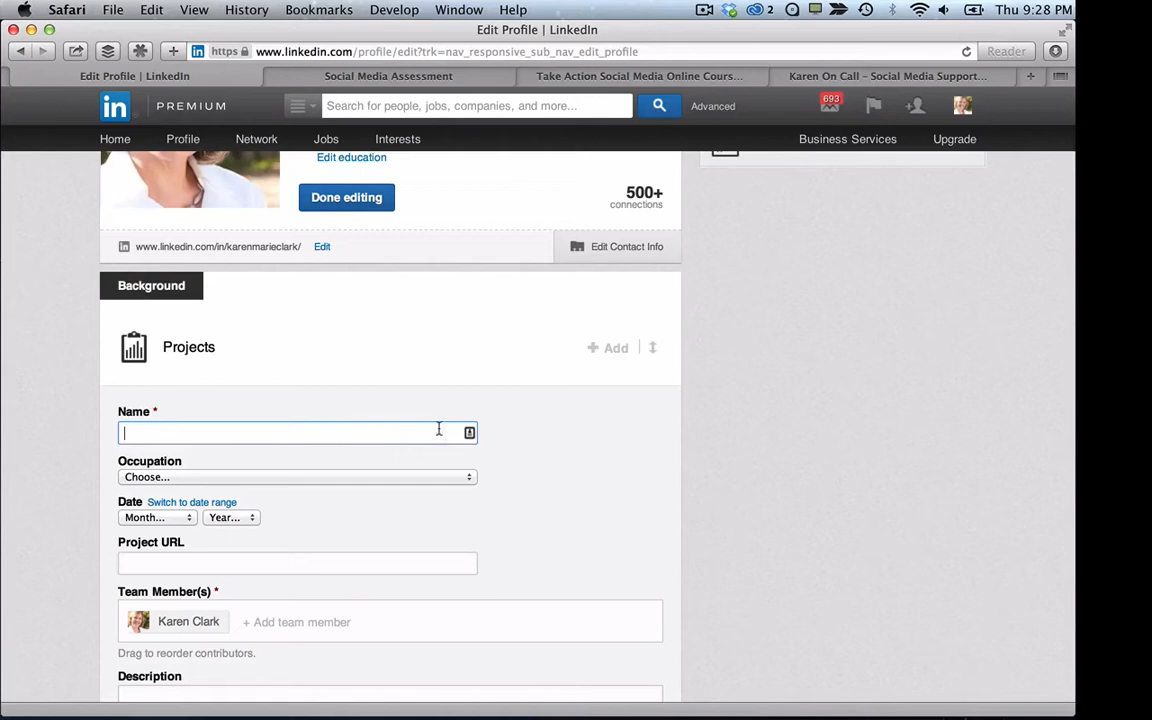 Safari File Edit View History Bookmarks Develop Window Help 2 Thu 9:28 PM
Edit Profile | LinkedIn
https www.linkedin.com/profile/edit?trk=nav_responsive_sub_nav_edit_profile Reader
Edit Profile | LinkedIn Social Media Assessment Take Action Social Media Online Cours... Karen On Call – Social Media Support...
in PREMIUM Search for people, jobs, companies, and more... Advanced 693
Home Profile Network Jobs Interests Business Services Upgrade
Edit education
Done editing
500+
connections
www.linkedin.com/in/karenmarieclark/ Edit Edit Contact Info
Background
Projects + Add
Name *
Occupation
Choose...
Date Switch to date range
Month... Year...
Project URL
Team Member(s) *
Karen Clark + Add team member
Drag to reorder contributors.
Description